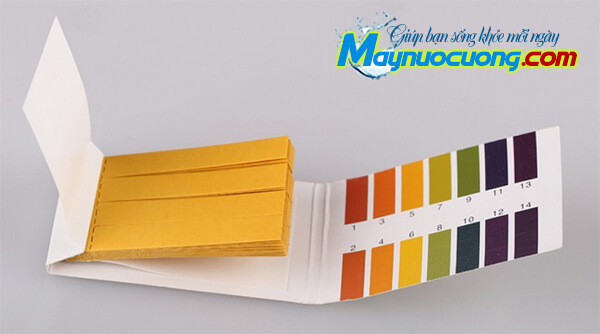 Giúp bạn sống khỏe mỗi ngày
Maynuocuong.com
1 3 5 7 9 11 13
2 4 6 8 10 12 14